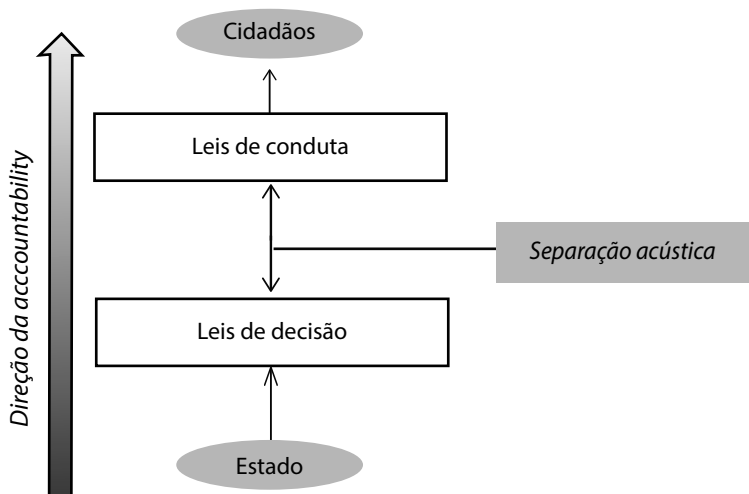 Cidadãos
Leis de conduta
Direção da acccountability
Separação acústica
Leis de decisão
Estado